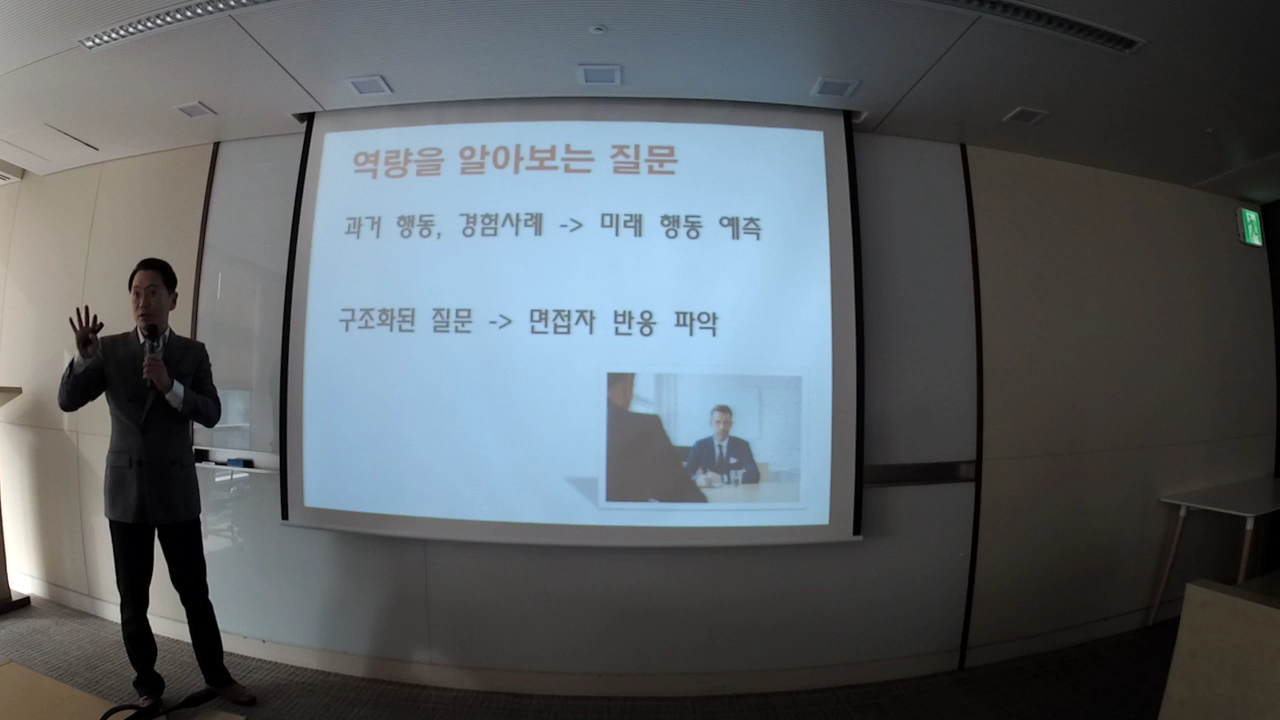 역량을 알아보는 질문
과거 행동, 경험사례 -> 미래 행동 예측
구조화된 질문 -> 면접자 반응 파악